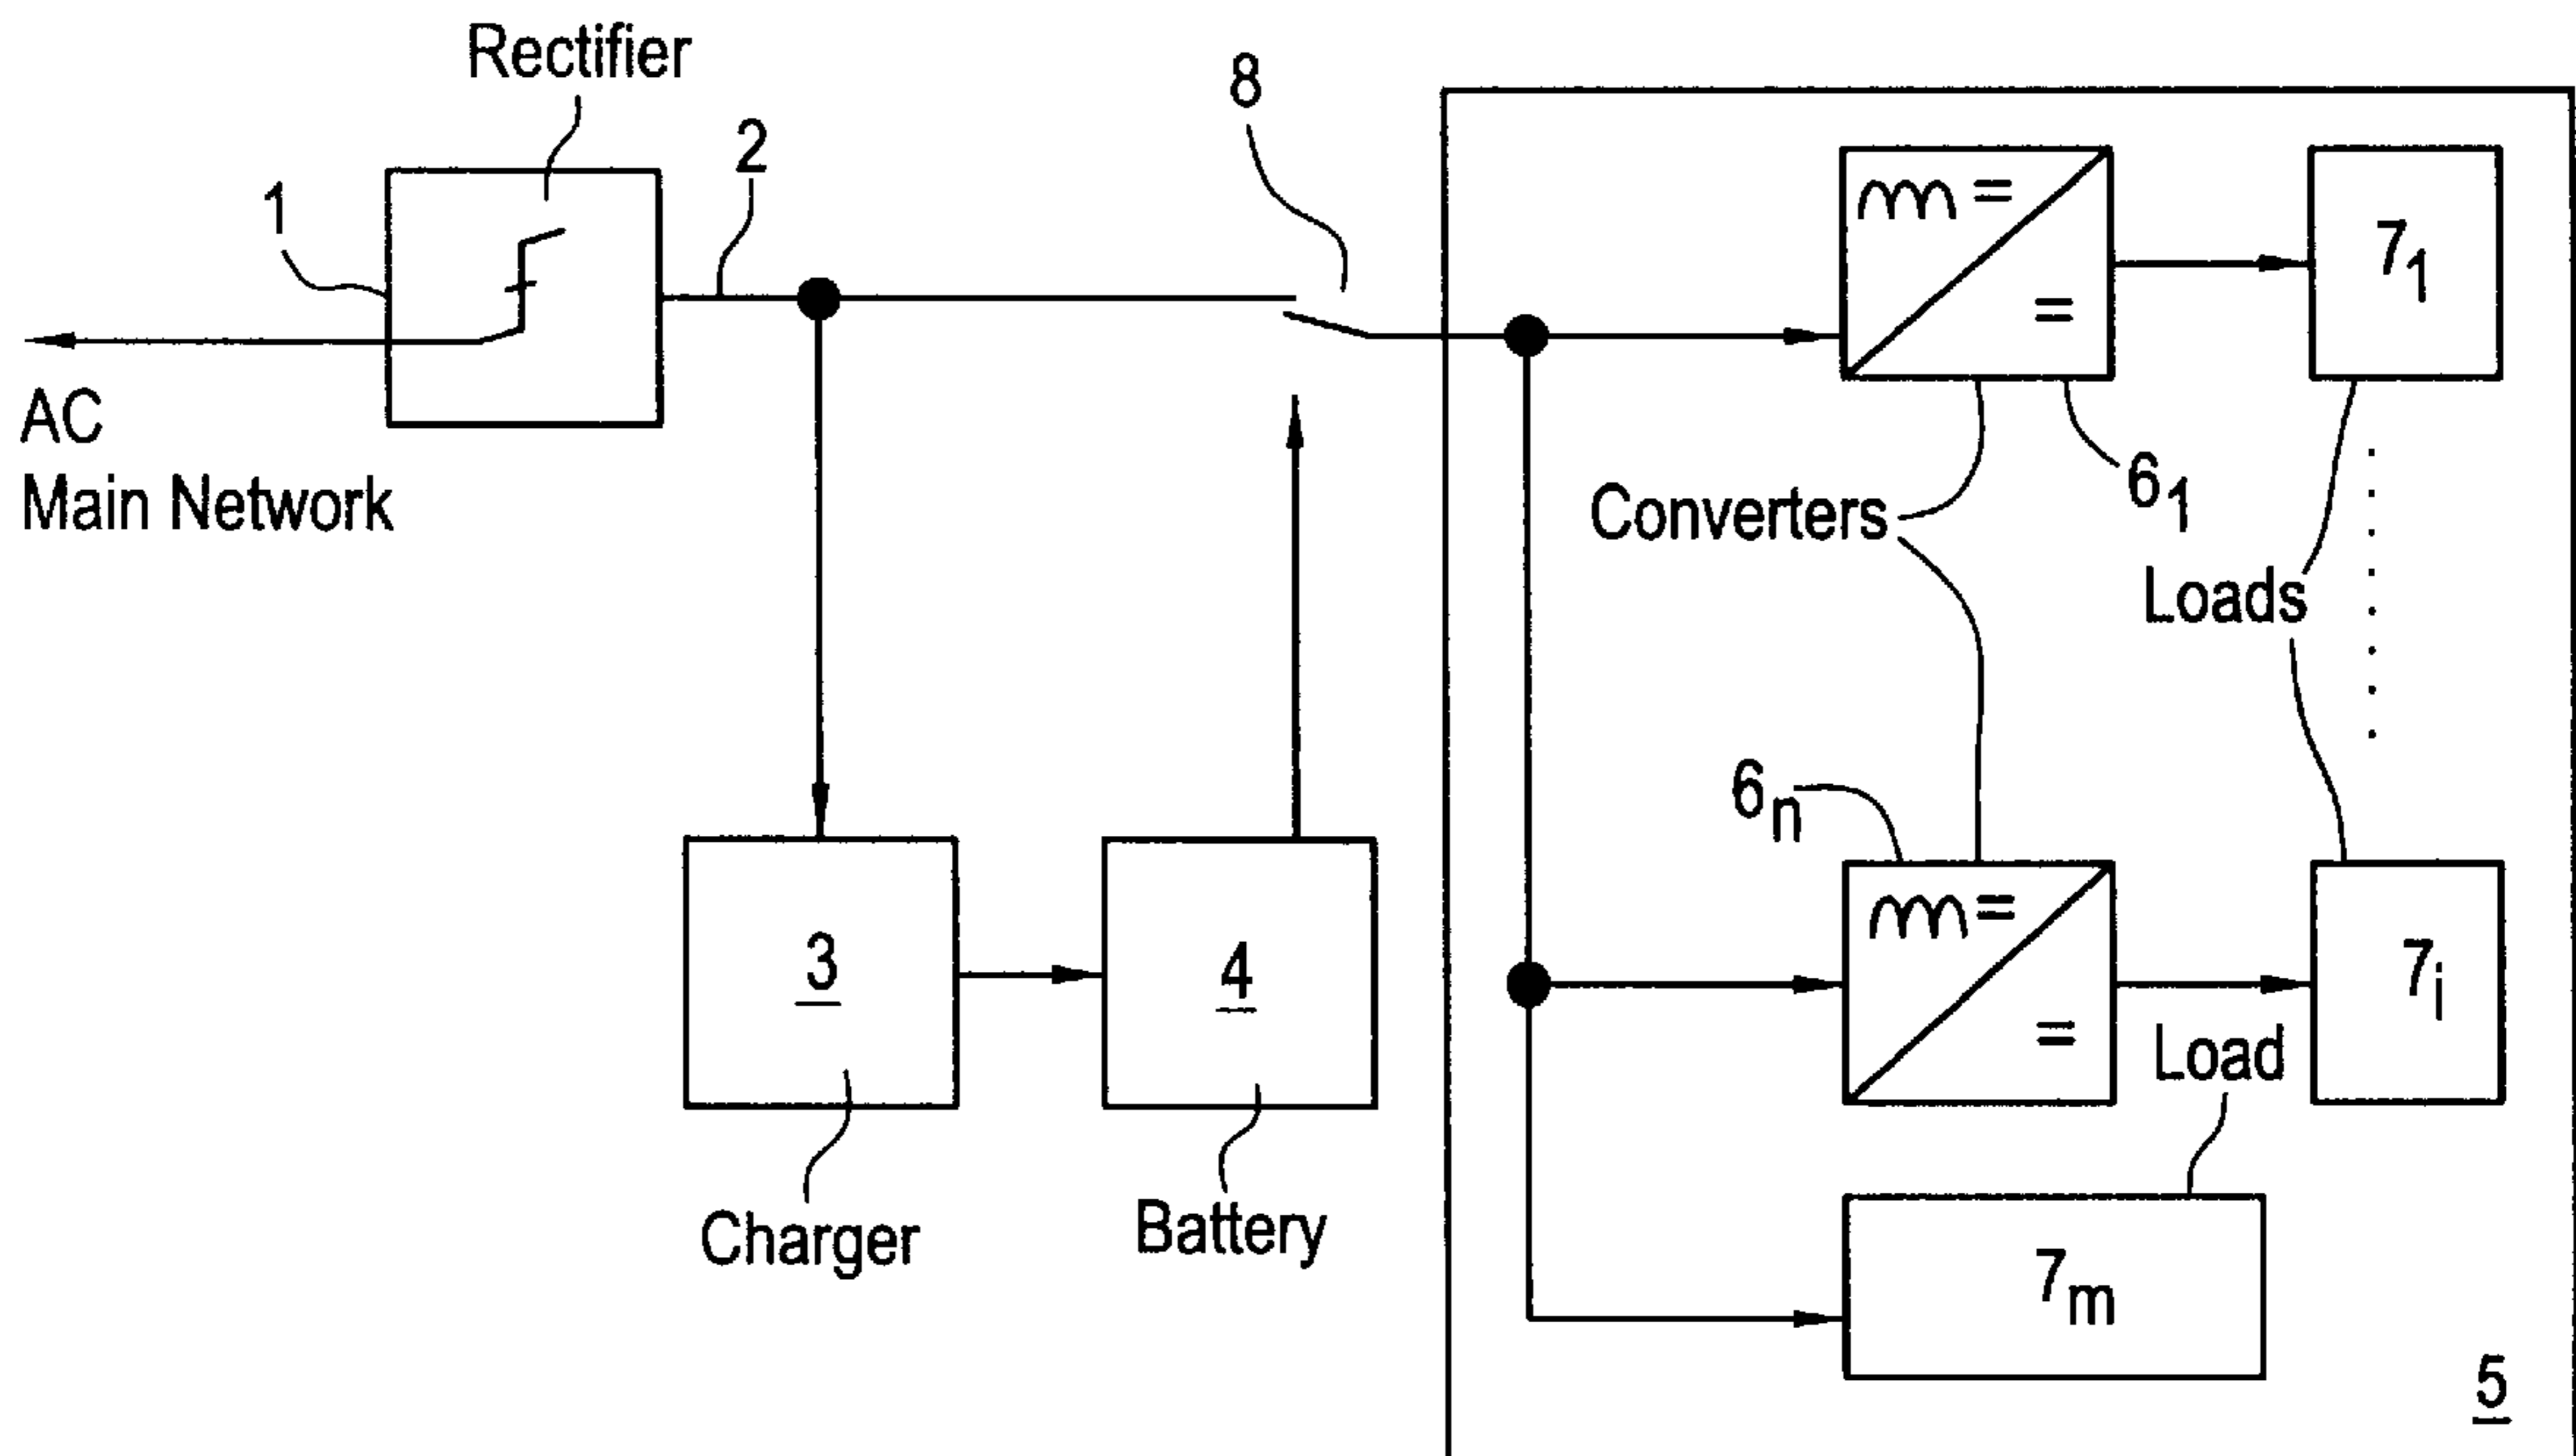 Rectifier
8
2
1
7₁
AC
Main Network
6₁
Converters
Loads
6ₙ
3
4
7ᵢ
Load
Charger
Battery
7ₘ
5